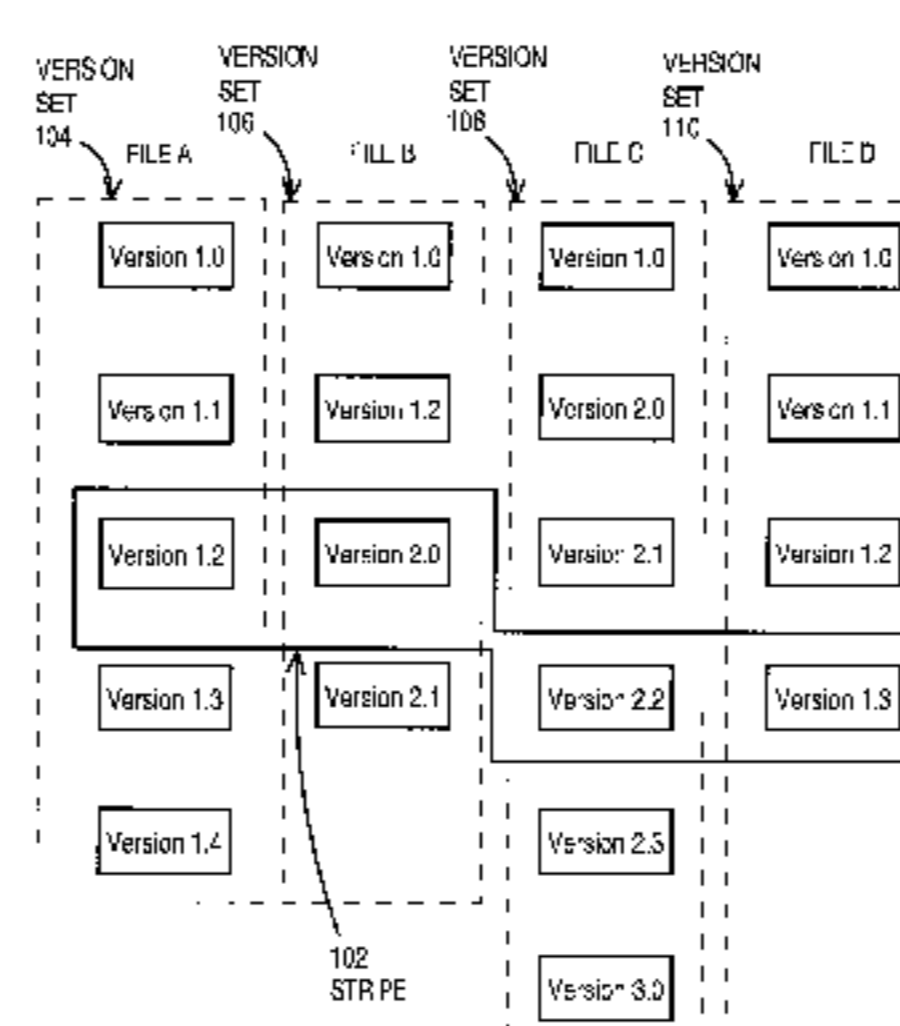 VERSION
SET
104
VERSION
SET
106
VERSION
SET
108
VERSION
SET
110
FILE A
FILE B
FILE C
FILE D
Version 1.0
Version 1.0
Version 1.0
Version 1.0
Version 1.1
Version 1.2
Version 2.0
Version 1.1
Version 1.2
Version 2.0
Version 2.1
Version 1.2
Version 1.3
Version 2.1
Version 2.2
Version 1.3
Version 1.4
Version 2.3
102
STRIPE
Version 3.0